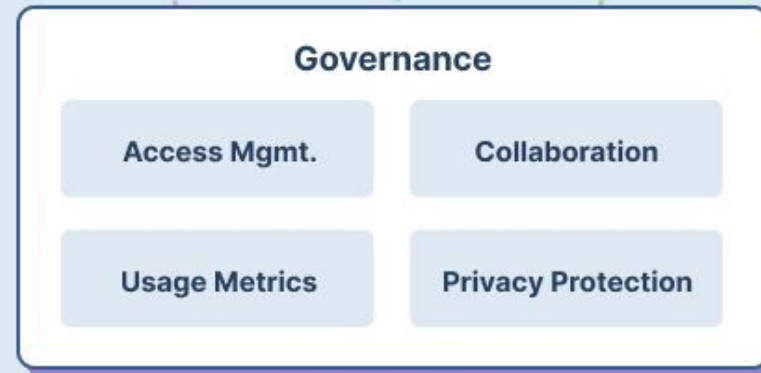 Governance
Access Mgmt.
Collaboration
Usage Metrics
Privacy Protection